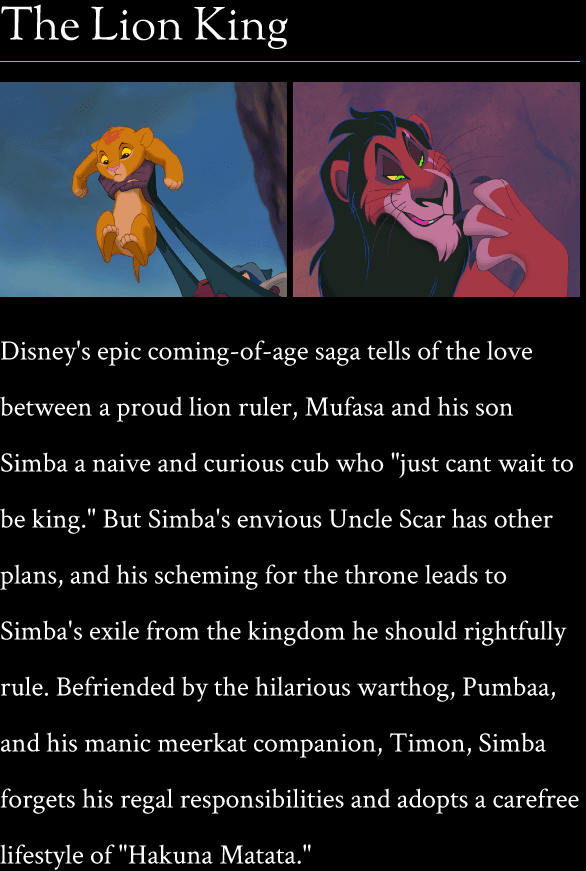 The Lion King
Disney's epic coming-of-age saga tells of the love
between a proud lion ruler, Mufasa and his son
Simba a naive and curious cub who "just cant wait to
be king." But Simba's envious Uncle Scar has other
plans, and his scheming for the throne leads to
Simba's exile from the kingdom he should rightfully
rule. Befriended by the hilarious warthog, Pumbaa,
and his manic meerkat companion, Timon, Simba
forgets his regal responsibilities and adopts a carefree
lifestyle of "Hakuna Matata."